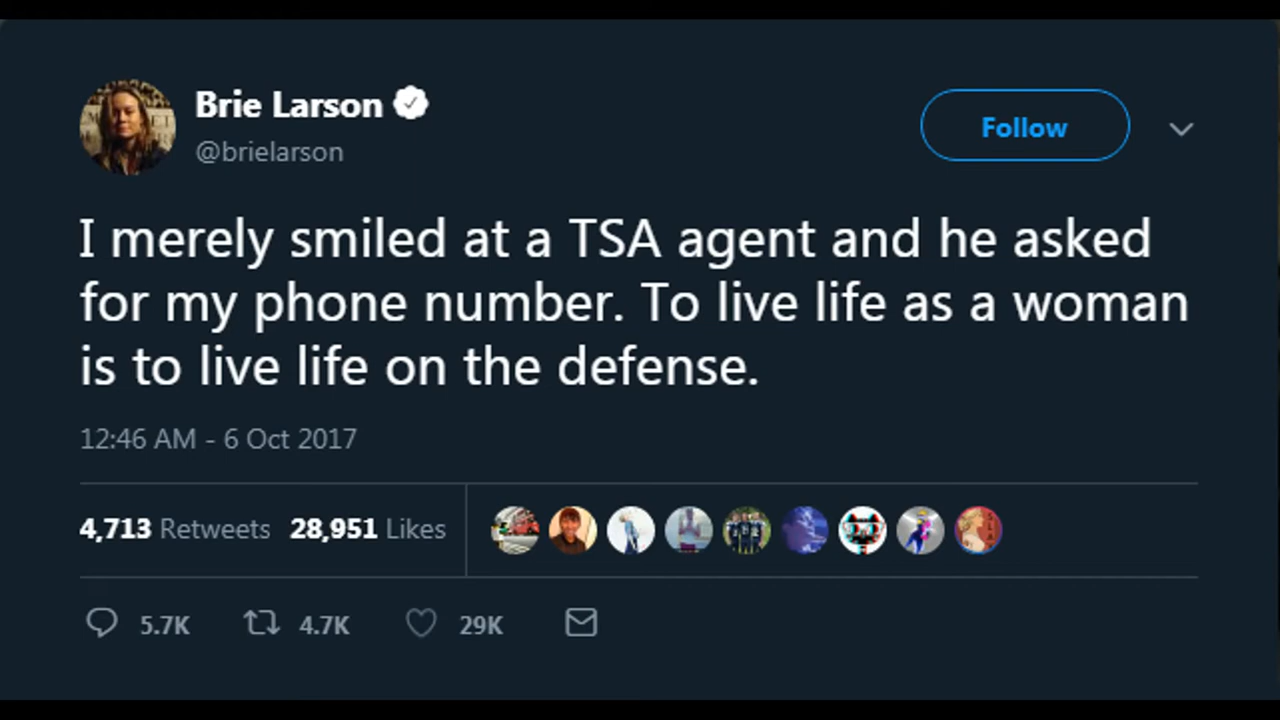 Brie Larson
@brielarson
Follow
I merely smiled at a TSA agent and he asked
for my phone number. To live life as a woman
is to live life on the defense.
12:46 AM - 6 Oct 2017
4,713 Retweets 28,951 Likes
5.7K 4.7K 29K